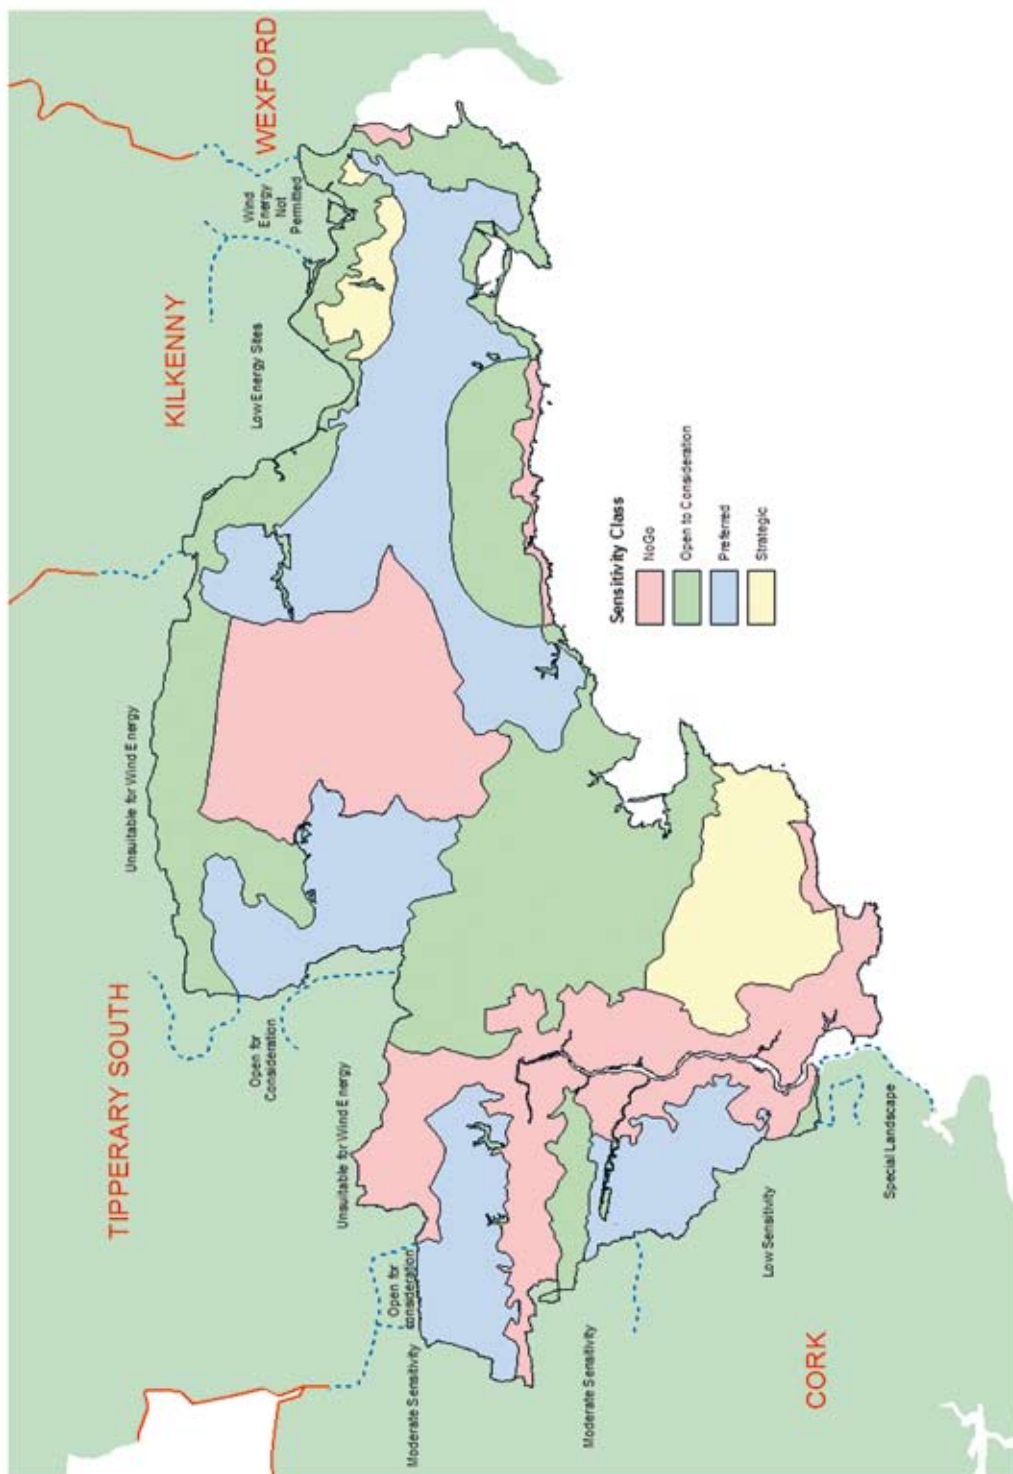 WEXFORD
Wind
Energy
Not
Permitted
KILKENNY
Low Energy Sites
Unsuitable for Wind Energy
TIPPERARY SOUTH
Open for
Consideration
Unsuitable for Wind Energy
Open for
consideration
Moderate Sensitivity
Moderate Sensitivity
CORK
Low Sensitivity
Special Landscape
Sensitivity Class
NoGo
Open to Consideration
Preferred
Strategic